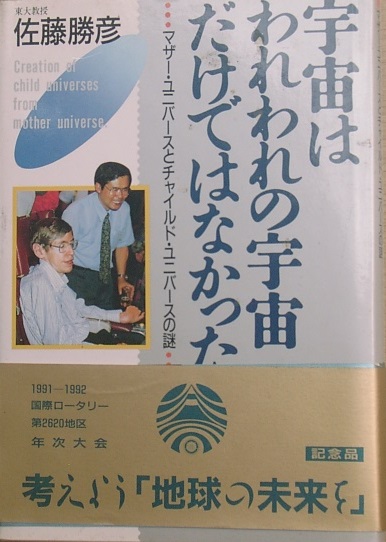 宇宙は
われわれの宇宙
だけではなかった
マザー・ユニバースとチャイルド・ユニバースの謎
東大教授
佐藤勝彦
Creation of
child universes
from
mother universe.
1991—1992
国際ロータリー
第2620地区
年次大会
記念品
考えよう「地球の未来を」